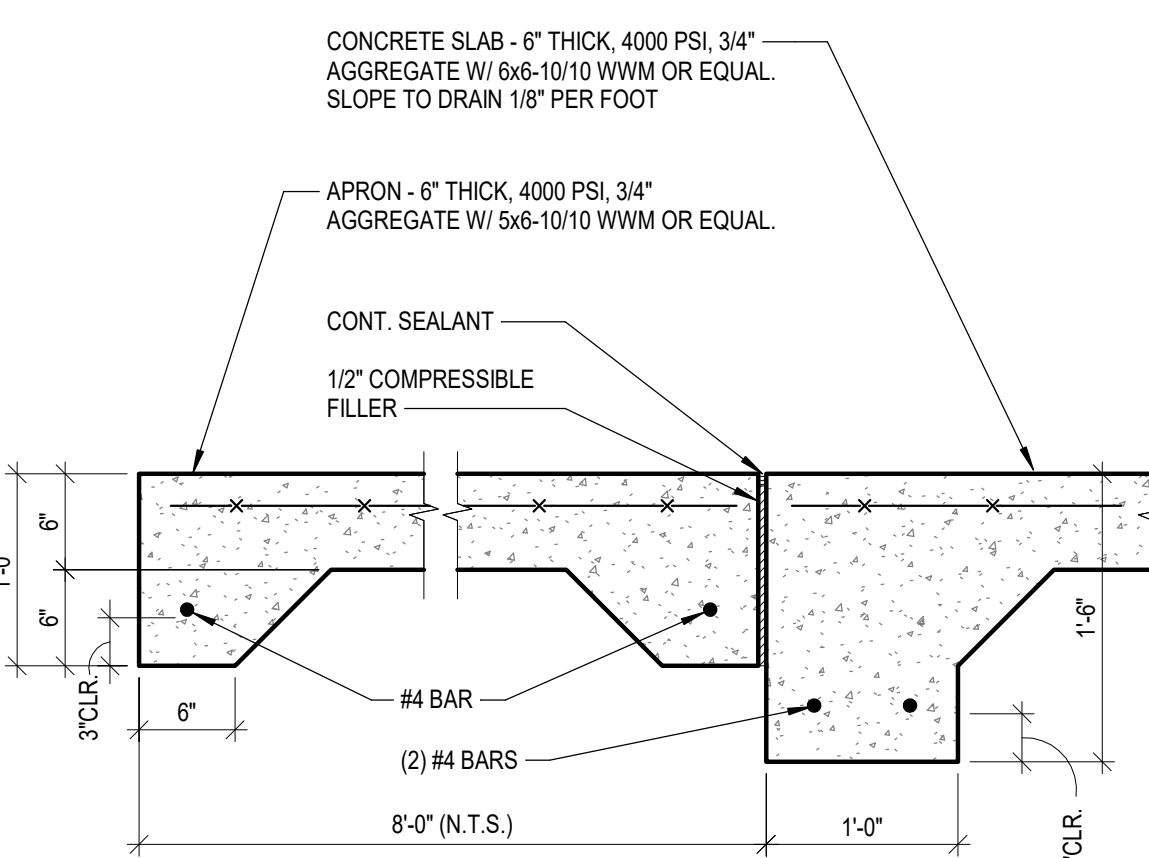 CONCRETE SLAB - 6" THICK, 4000 PSI, 3/4"
AGGREGATE W/ 6x6-10/10 WWM OR EQUAL.
SLOPE TO DRAIN 1/8" PER FOOT
APRON - 6" THICK, 4000 PSI, 3/4"
AGGREGATE W/ 5x6-10/10 WWM OR EQUAL.
CONT. SEALANT
1/2" COMPRESSIBLE
FILLER
6"
6"
1'-6"
3"CLR.
6"
#4 BAR
(2) #4 BARS
8'-0" (N.T.S.)
1'-0"
"CLR.